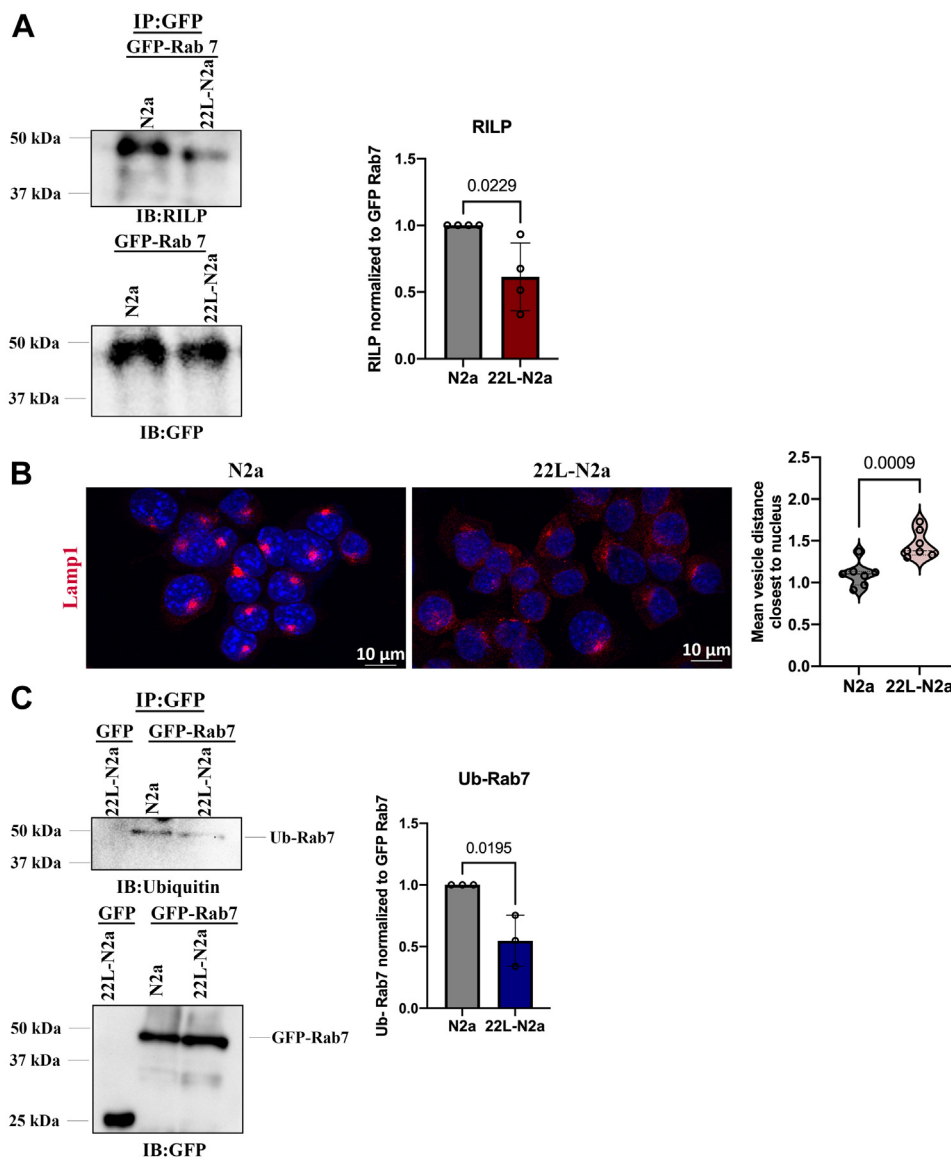 A
IP:GFP
GFP-Rab 7
N2a
22L-N2a
50 kDa
37 kDa
IB:RILP
GFP-Rab 7
N2a
22L-N2a
50 kDa
37 kDa
IB:GFP
RILP
RILP normalized to GFP Rab7
1.5
1.0
0.5
0.0
0.0229
N2a
22L-N2a
B
N2a
22L-N2a
Lamp1
10 µm
10 µm
Mean vesicle distance
closest to nucleus
2.5
2.0
1.5
1.0
0.5
0.0
0.0009
N2a
22L-N2a
C
IP:GFP
GFP
GFP-Rab7
22L-N2a
N2a
22L-N2a
50 kDa
37 kDa
Ub-Rab7
IB:Ubiquitin
GFP
GFP-Rab7
22L-N2a
N2a
22L-N2a
50 kDa
37 kDa
25 kDa
GFP-Rab7
IB:GFP
Ub-Rab7
Ub- Rab7 normalized to GFP Rab7
1.5
1.0
0.5
0.0
0.0195
N2a
22L-N2a